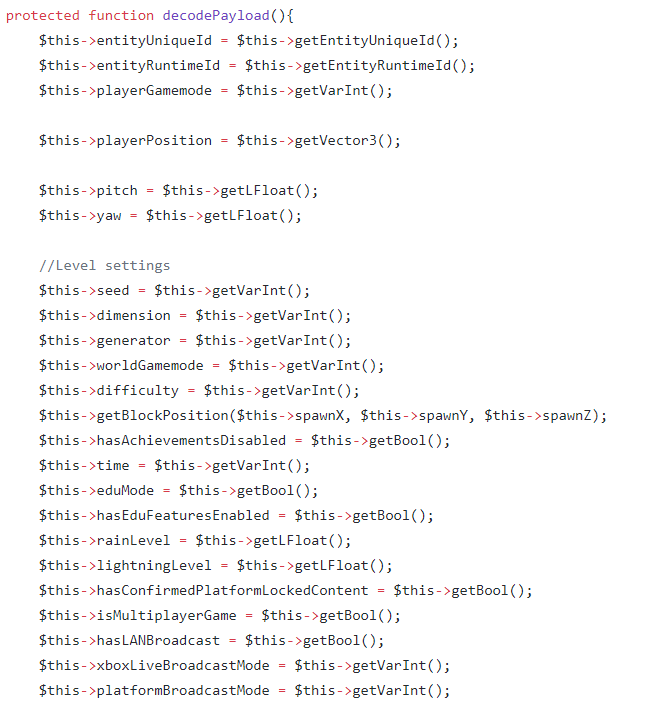 protected function decodePayload(){
$this->entityUniqueId = $this->getEntityUniqueId();
$this->entityRuntimeId = $this->getEntityRuntimeId();
$this->playerGamemode = $this->getVarInt();
$this->playerPosition = $this->getVector3();
$this->pitch = $this->getLFloat();
$this->yaw = $this->getLFloat();
//Level settings
$this->seed = $this->getVarInt();
$this->dimension = $this->getVarInt();
$this->generator = $this->getVarInt();
$this->worldGamemode = $this->getVarInt();
$this->difficulty = $this->getVarInt();
$this->getBlockPosition($this->spawnX, $this->spawnY, $this->spawnZ);
$this->hasAchievementsDisabled = $this->getBool();
$this->time = $this->getVarInt();
$this->eduMode = $this->getBool();
$this->hasEduFeaturesEnabled = $this->getBool();
$this->rainLevel = $this->getLFloat();
$this->lightningLevel = $this->getLFloat();
$this->hasConfirmedPlatformLockedContent = $this->getBool();
$this->isMultiplayerGame = $this->getBool();
$this->hasLANBroadcast = $this->getBool();
$this->xboxLiveBroadcastMode = $this->getVarInt();
$this->platformBroadcastMode = $this->getVarInt();